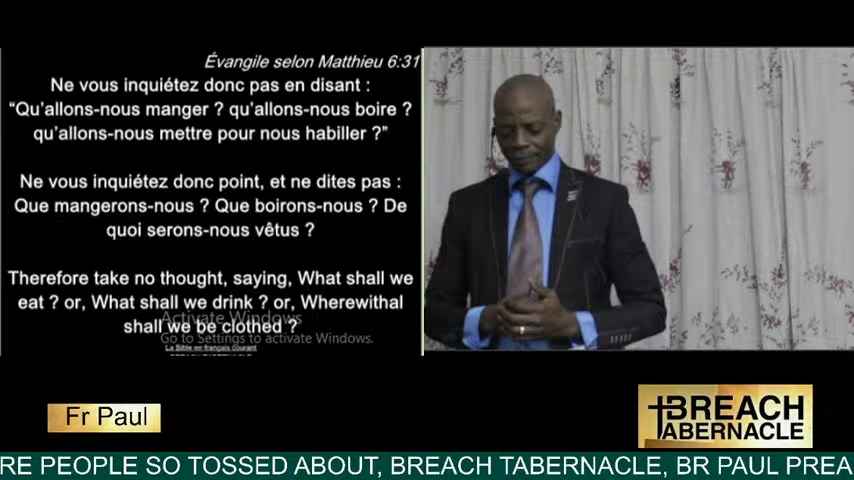 Évangile selon Matthieu 6:31
Ne vous inquiétez donc pas en disant :
“Qu’allons-nous manger ? qu’allons-nous boire ?
qu’allons-nous mettre pour nous habiller ?”
Ne vous inquiétez donc point, et ne dites pas :
Que mangerons-nous ? Que boirons-nous ? De
quoi serons-nous vêtus ?
Therefore take no thought, saying, What shall we
eat ? or, What shall we drink ? or, Wherewithal
shall we be clothed ?
Activate Windows
Go to Settings to activate Windows.
La Bible en français courant
Fr Paul
BREACH
TABERNACLE
RE PEOPLE SO TOSSED ABOUT, BREACH TABERNACLE, BR PAUL PREA